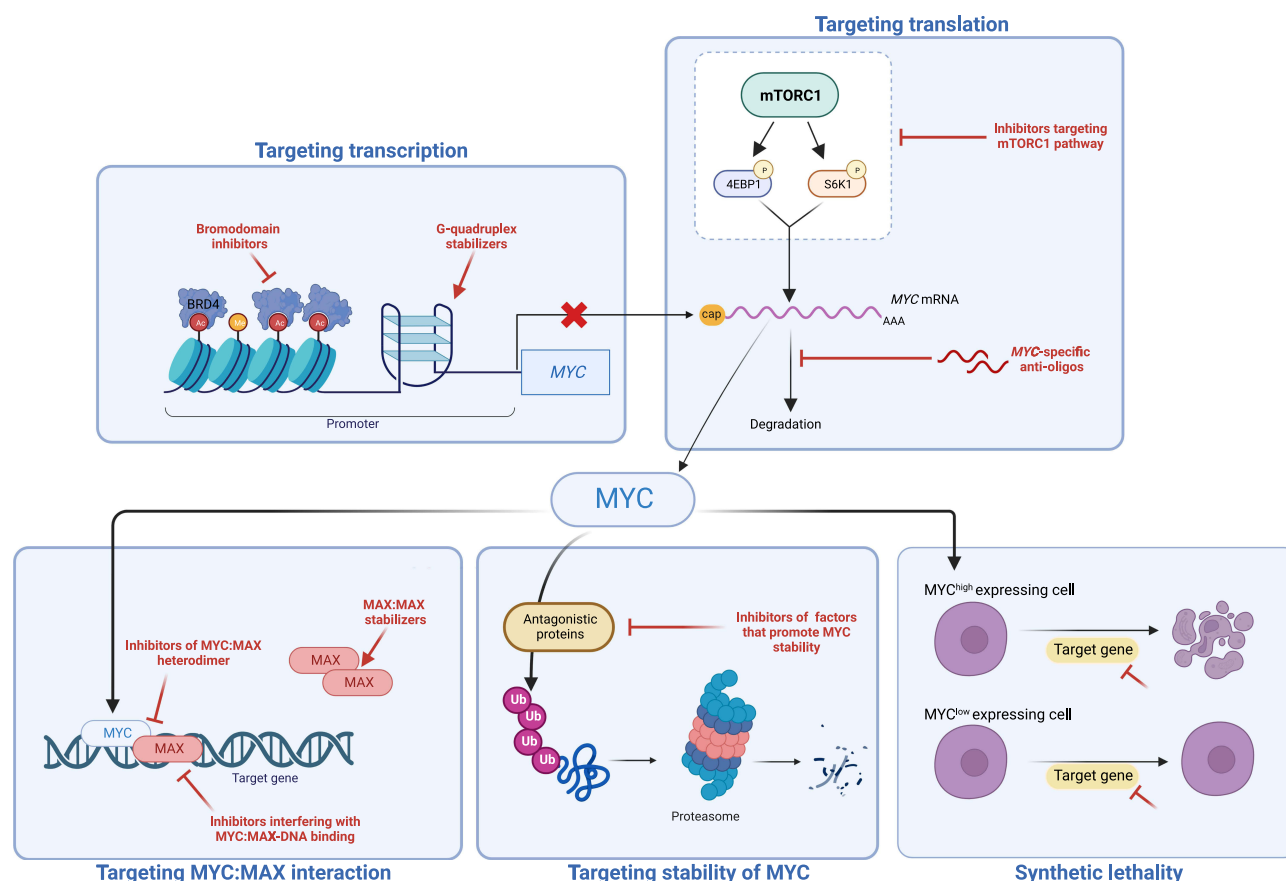 Targeting translation
mTORC1
P
P
4EBP1
S6K1
Inhibitors targeting
mTORC1 pathway
cap
MYC mRNA
AAA
MYC-specific
anti-oligos
Degradation
Targeting transcription
Bromodomain
inhibitors
G-quadruplex
stabilizers
BRD4
Ac
Me
Ac
Ac
MYC
Promoter
MYC
MAX:MAX
stabilizers
Inhibitors of MYC:MAX
heterodimer
MAX
MAX
MYC
MAX
Target gene
Inhibitors interfering with
MYC:MAX-DNA binding
Targeting MYC:MAX interaction
Antagonistic
proteins
Inhibitors of factors
that promote MYC
stability
Ub
Ub
Ub
Ub
Proteasome
Targeting stability of MYC
MYChigh expressing cell
Target gene
MYClow expressing cell
Target gene
Synthetic lethality